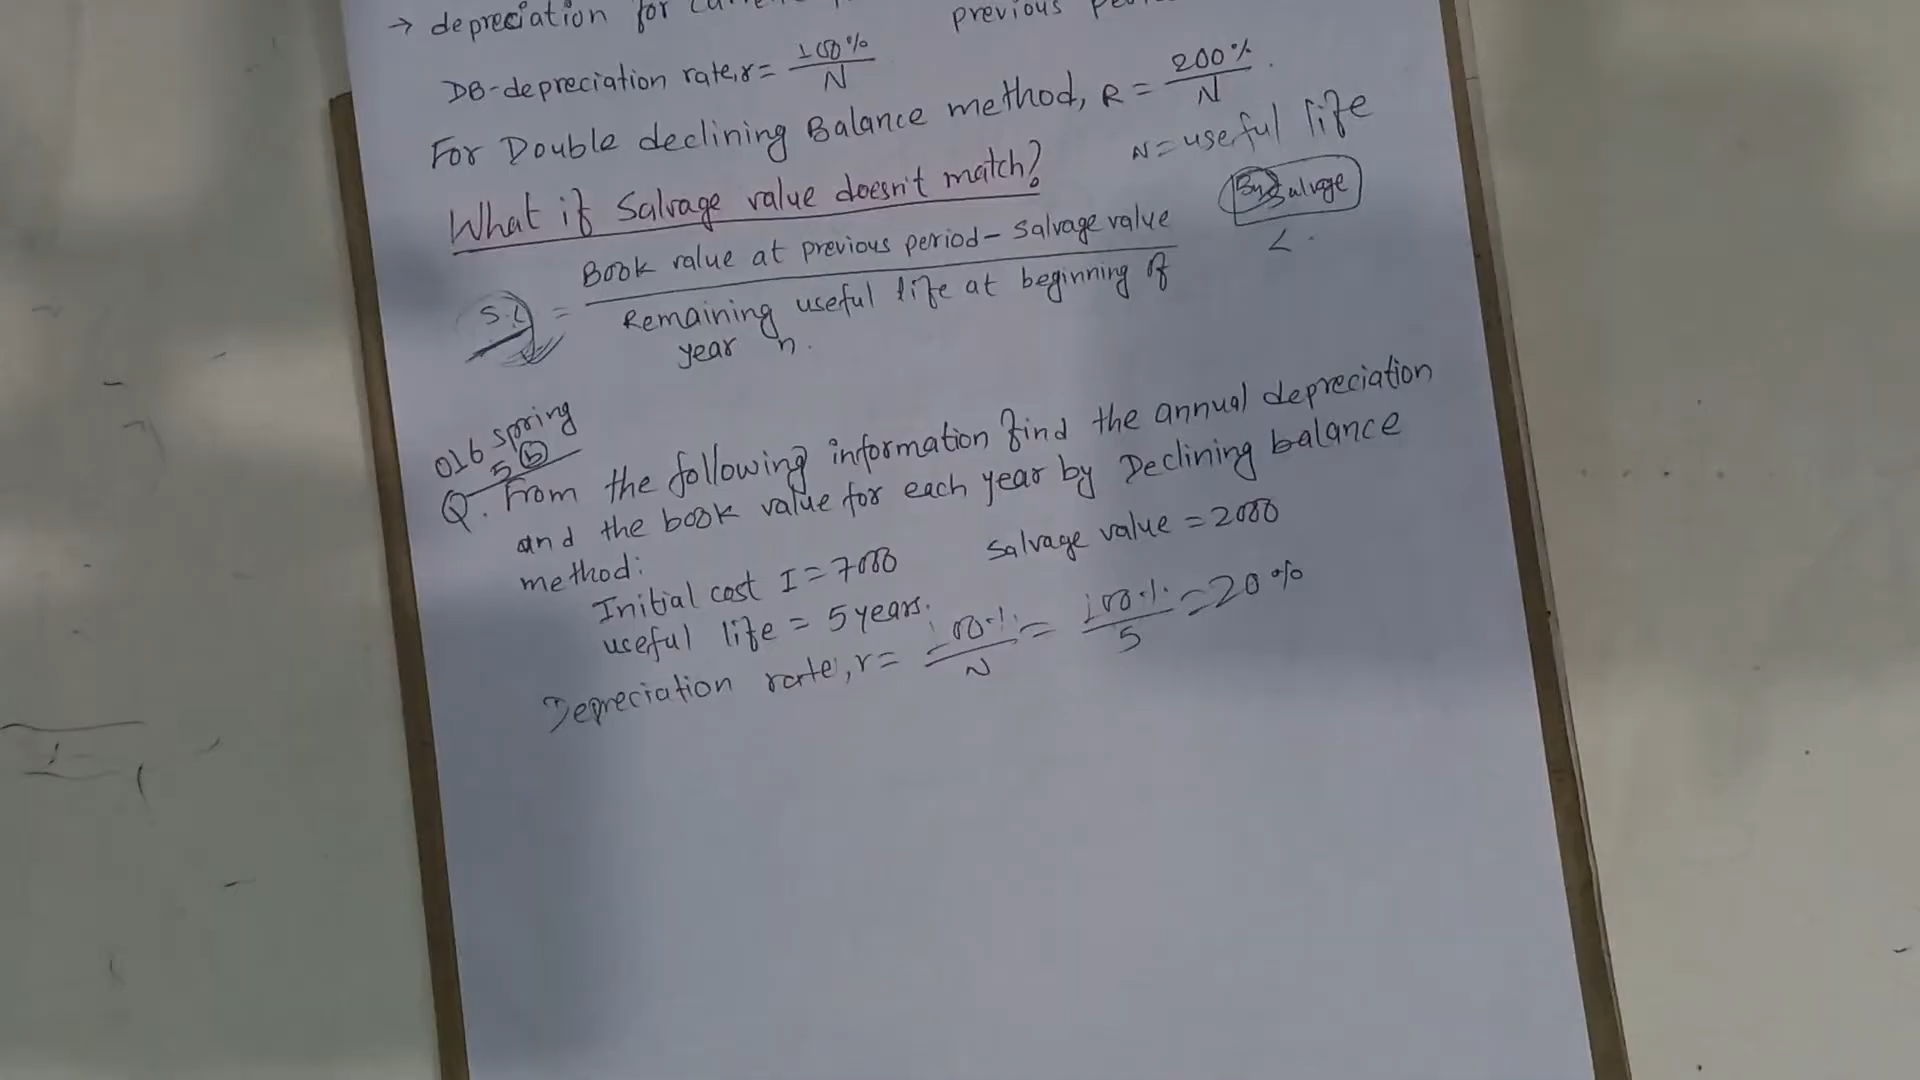 → depreciation for
previous
DB-depreciation rate, r = 100% / N
For Double declining Balance method, R = 200% / N
N = useful life
What if Salvage value doesn't match?
Salvage
<
S.L = Book value at previous period - Salvage value / Remaining useful life at beginning of
year n.
016 spring
5 b
Q. From the following information find the annual depreciation
and the book value for each year by Declining balance
method:
Initial cost I = 7000 Salvage value = 2000
useful life = 5 years.
Depreciation rate, r = 100% / N = 100% / 5 = 20%